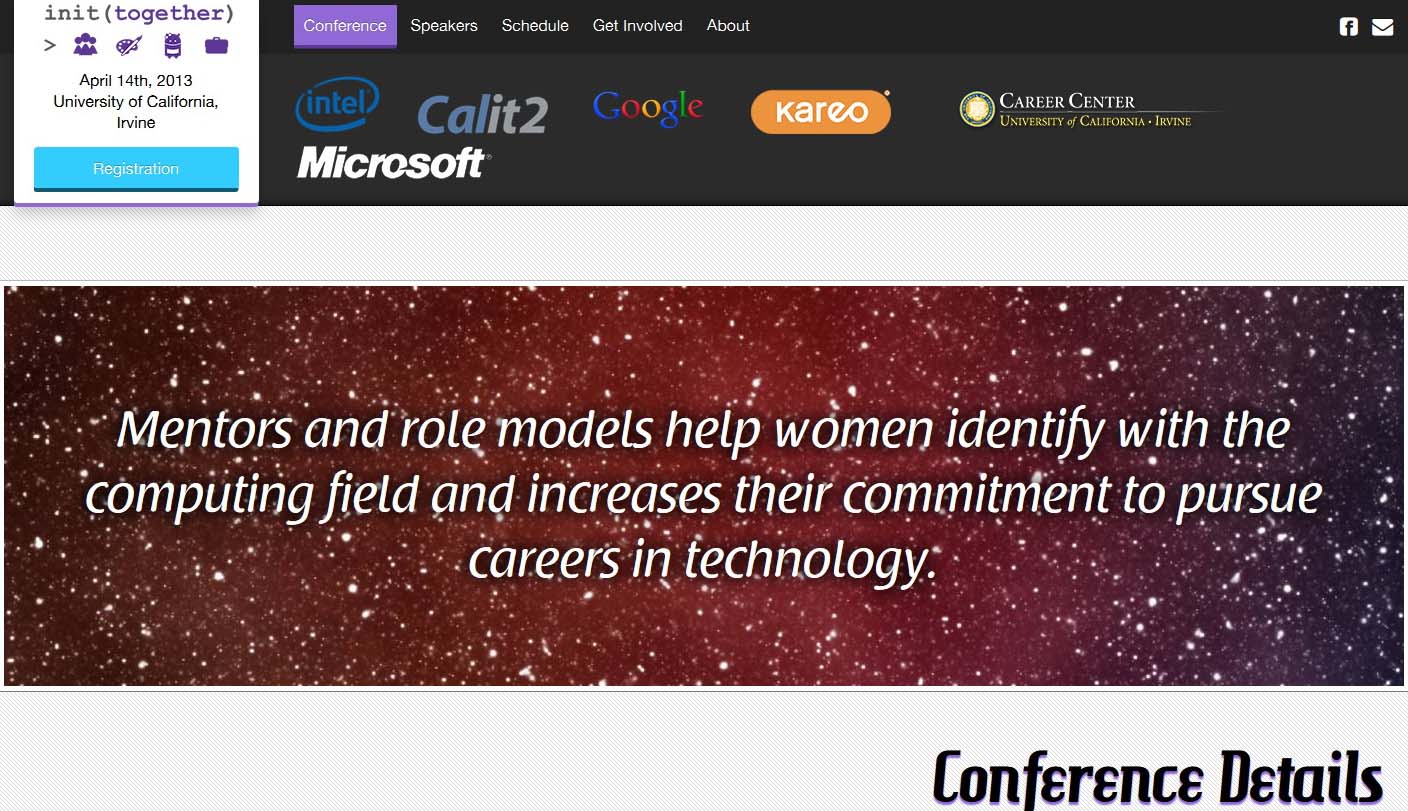 init(together)
>
April 14th, 2013
University of California,
Irvine
Registration
Conference Speakers Schedule Get Involved About
intel Calit2 Google Kareo CAREER CENTER
UNIVERSITY of CALIFORNIA • IRVINE
Microsoft
Mentors and role models help women identify with the
computing field and increases their commitment to pursue
careers in technology.
Conference Details